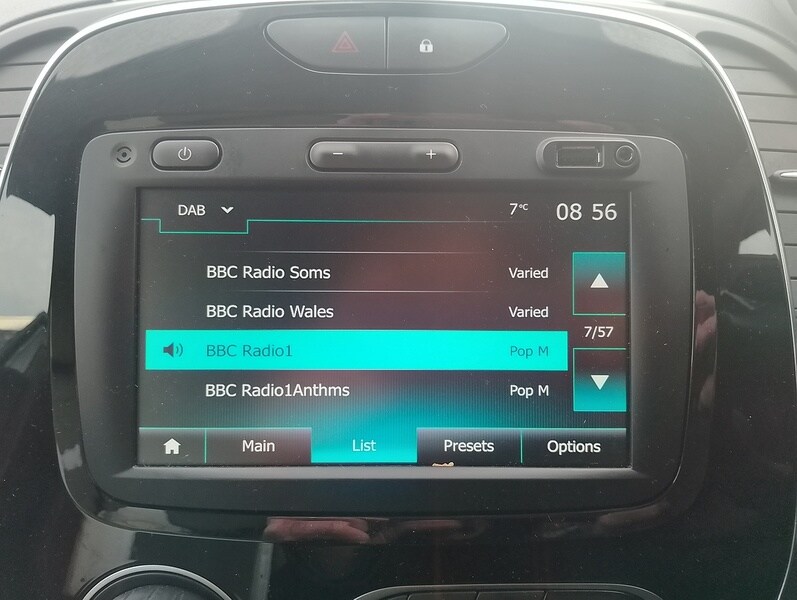 DAB 7°C 08 56
BBC Radio Soms Varied
BBC Radio Wales Varied
7/57
BBC Radio1 Pop M
BBC Radio1Anthms Pop M
Main List Presets Options